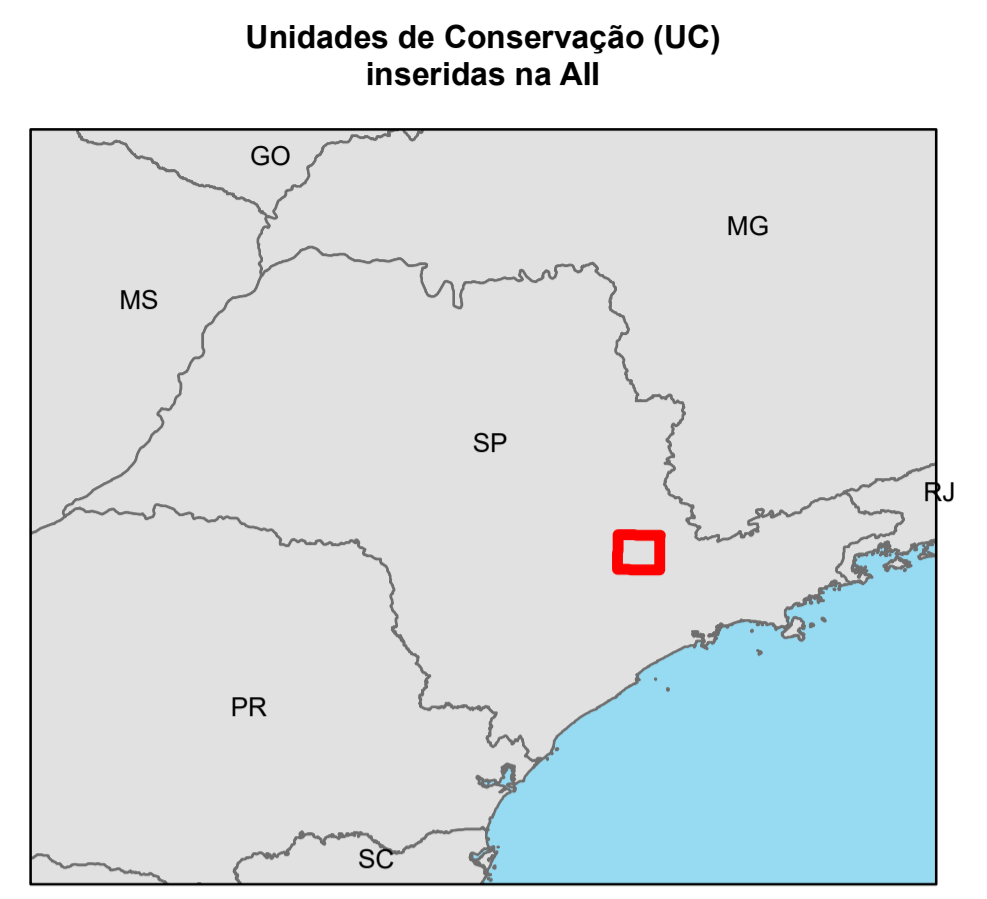 Unidades de Conservação (UC)
inseridas na AII
GO
MG
MS
SP
RJ
PR
SC